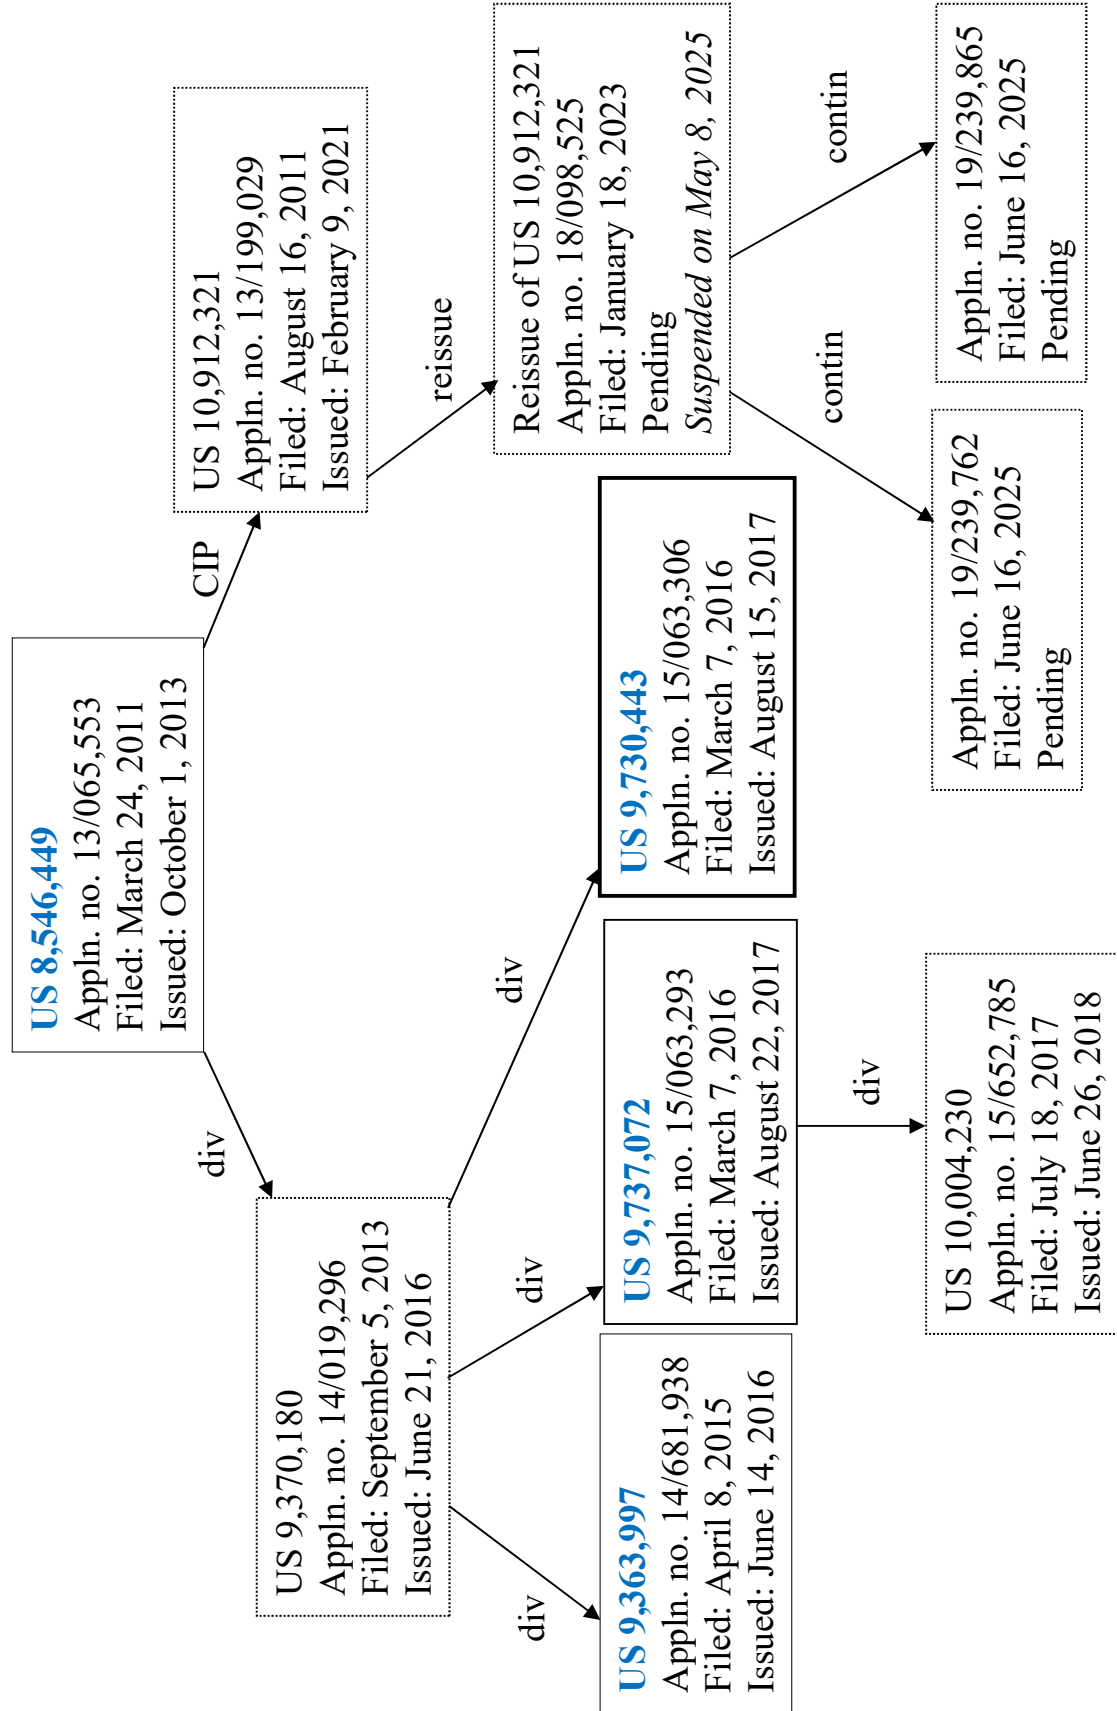 US 8,546,449
Appln. no. 13/065,553
Filed: March 24, 2011
Issued: October 1, 2013
div
CIP
US 9,370,180
Appln. no. 14/019,296
Filed: September 5, 2013
Issued: June 21, 2016
US 10,912,321
Appln. no. 13/199,029
Filed: August 16, 2011
Issued: February 9, 2021
div
div
div
reissue
US 9,363,997
Appln. no. 14/681,938
Filed: April 8, 2015
Issued: June 14, 2016
US 9,737,072
Appln. no. 15/063,293
Filed: March 7, 2016
Issued: August 22, 2017
US 9,730,443
Appln. no. 15/063,306
Filed: March 7, 2016
Issued: August 15, 2017
Reissue of US 10,912,321
Appln. no. 18/098,525
Filed: January 18, 2023
Pending
Suspended on May 8, 2025
div
contin
contin
US 10,004,230
Appln. no. 15/652,785
Filed: July 18, 2017
Issued: June 26, 2018
Appln. no. 19/239,762
Filed: June 16, 2025
Pending
Appln. no. 19/239,865
Filed: June 16, 2025
Pending